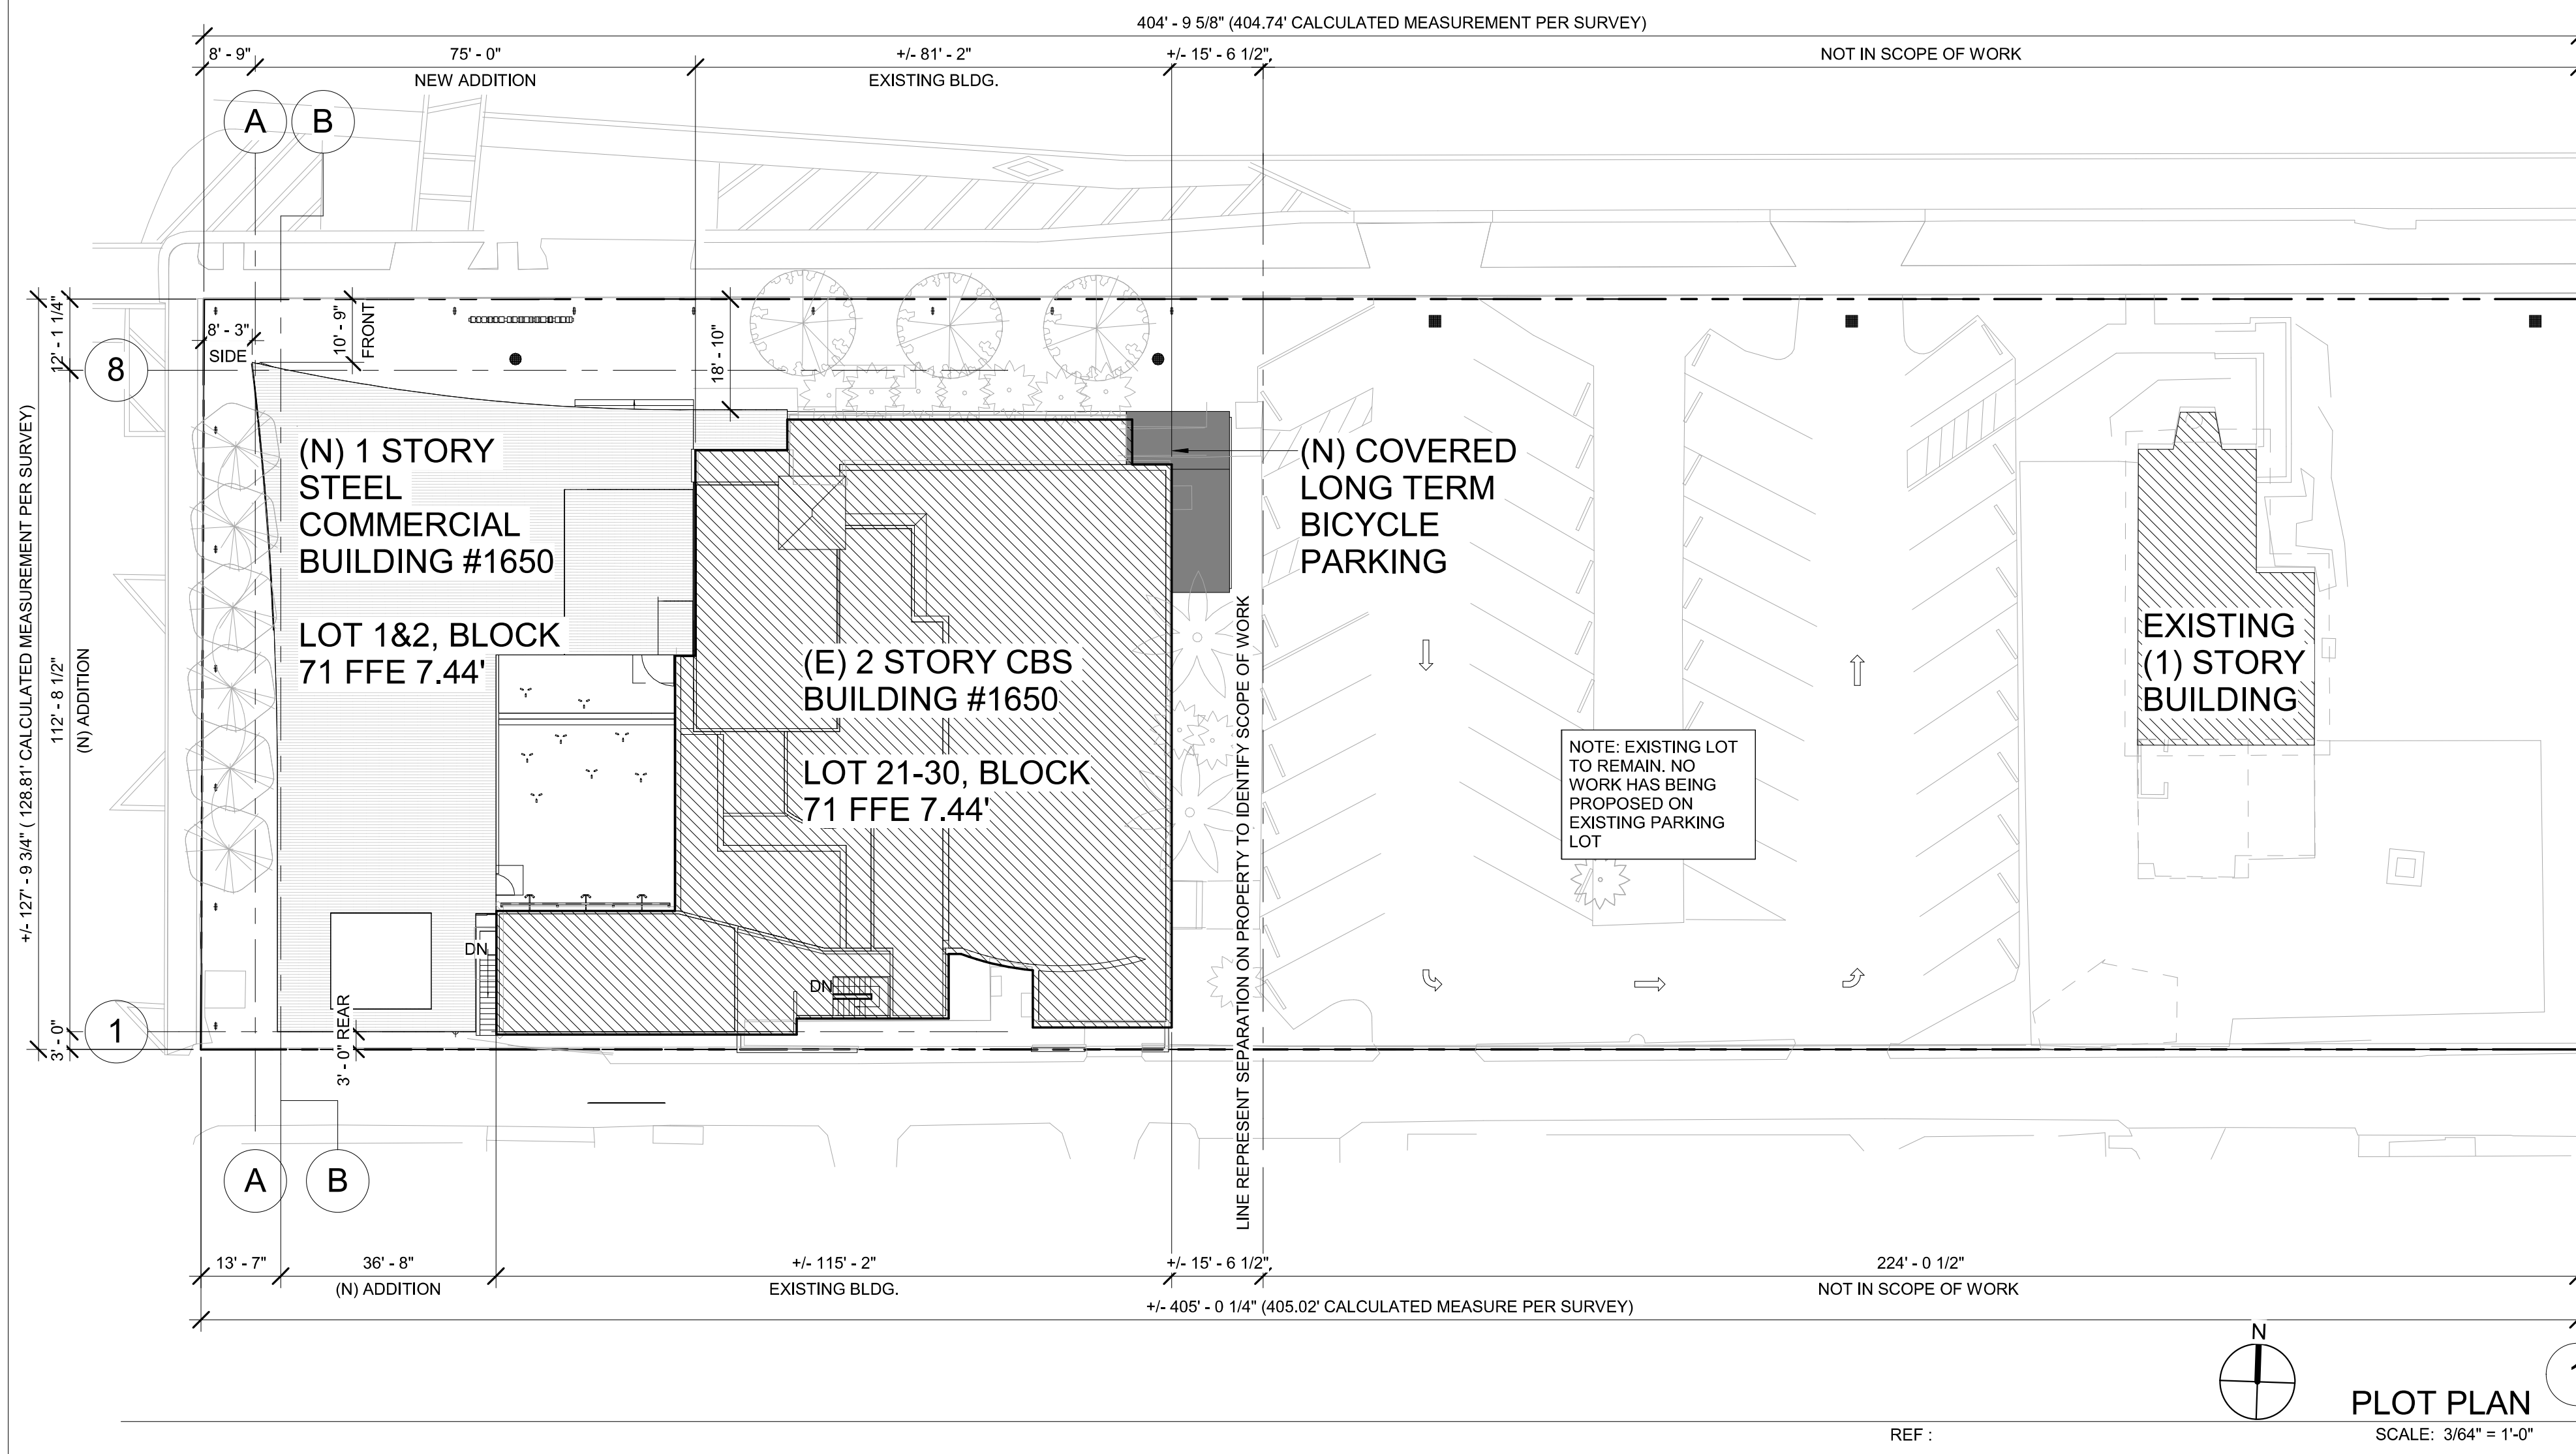 404' - 9 5/8" (404.74' CALCULATED MEASUREMENT PER SURVEY)
8' - 9"
75' - 0"
+/- 81' - 2"
+/- 15' - 6 1/2"
NOT IN SCOPE OF WORK
NEW ADDITION
EXISTING BLDG.
A
B
+/- 127' - 9 3/4" ( 128.81' CALCULATED MEASUREMENT PER SURVEY)
12' - 1 1/4"
112' - 8 1/2"
(N) ADDITION
3' - 0"
8
1
8' - 3"
SIDE
10' - 9"
FRONT
18' - 10"
(N) 1 STORY
STEEL
COMMERCIAL
BUILDING #1650
LOT 1&2, BLOCK
71 FFE 7.44'
(E) 2 STORY CBS
BUILDING #1650
LOT 21-30, BLOCK
71 FFE 7.44'
(N) COVERED
LONG TERM
BICYCLE
PARKING
LINE REPRESENT SEPARATION ON PROPERTY TO IDENTIFY SCOPE OF WORK
NOTE: EXISTING LOT
TO REMAIN. NO
WORK HAS BEING
PROPOSED ON
EXISTING PARKING
LOT
EXISTING
(1) STORY
BUILDING
DN
DN
3' - 0" REAR
A
B
13' - 7"
36' - 8"
+/- 115' - 2"
+/- 15' - 6 1/2"
224' - 0 1/2"
(N) ADDITION
EXISTING BLDG.
NOT IN SCOPE OF WORK
+/- 405' - 0 1/4" (405.02' CALCULATED MEASURE PER SURVEY)
N
PLOT PLAN
REF :
SCALE: 3/64" = 1'-0"